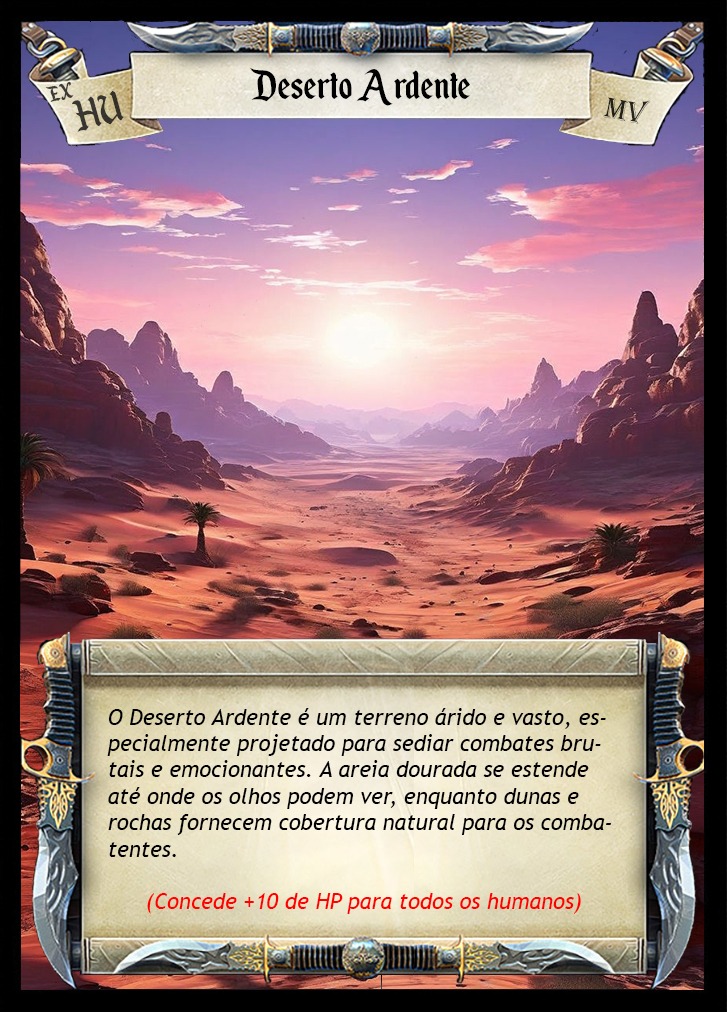 Deserto Ardente
EX
HU
MV
O Deserto Ardente é um terreno árido e vasto, es-
pecialmente projetado para sediar combates bru-
tais e emocionantes. A areia dourada se estende
até onde os olhos podem ver, enquanto dunas e
rochas fornecem cobertura natural para os comba-
tentes.
(Concede +10 de HP para todos os humanos)